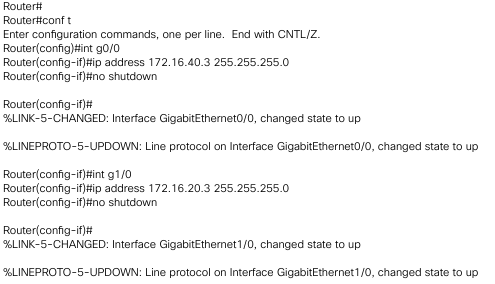 Router#
Router#conf t
Enter configuration commands, one per line.  End with CNTL/Z.
Router(config)#int g0/0
Router(config-if)#ip address 172.16.40.3 255.255.255.0
Router(config-if)#no shutdown
Router(config-if)#
%LINK-5-CHANGED: Interface GigabitEthernet0/0, changed state to up
%LINEPROTO-5-UPDOWN: Line protocol on Interface GigabitEthernet0/0, changed state to up
Router(config-if)#int g1/0
Router(config-if)#ip address 172.16.20.3 255.255.255.0
Router(config-if)#no shutdown
Router(config-if)#
%LINK-5-CHANGED: Interface GigabitEthernet1/0, changed state to up
%LINEPROTO-5-UPDOWN: Line protocol on Interface GigabitEthernet1/0, changed state to up